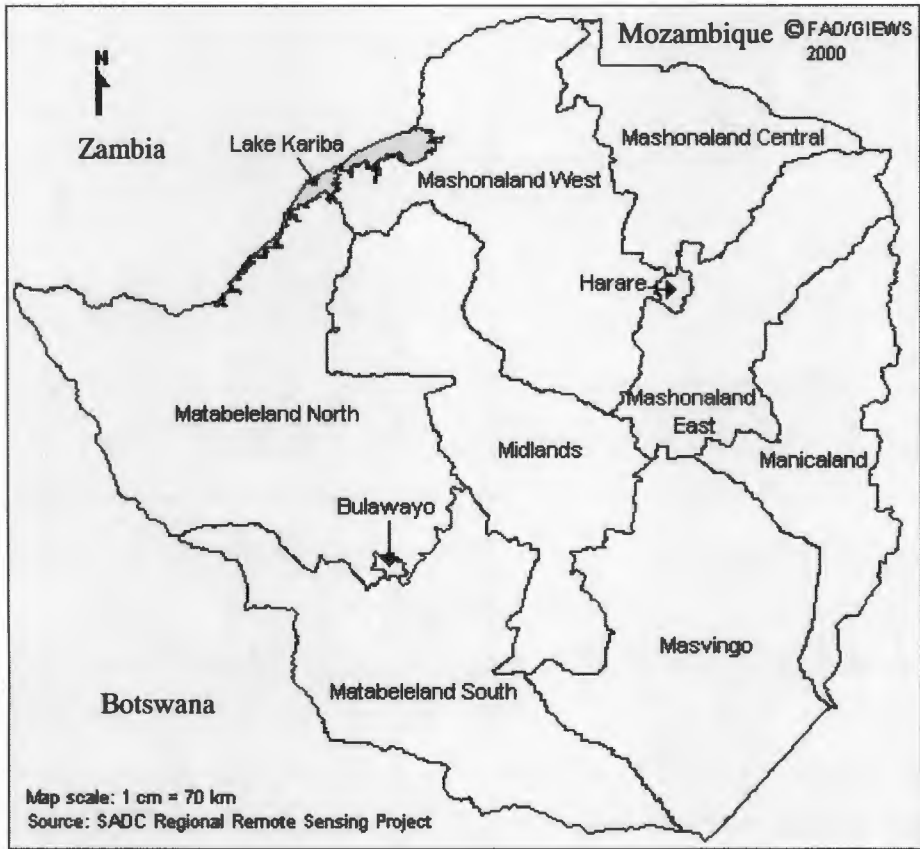 Mozambique
© FAO/GIEWS
2000
N
Zambia
Lake Kariba
Mashonaland Central
Mashonaland West
Harare
Mashonaland
East
Matabeleland North
Midlands
Manicaland
Bulawayo
Masvingo
Matabeleland South
Botswana
Map scale: 1 cm = 70 km
Source: SADC Regional Remote Sensing Project